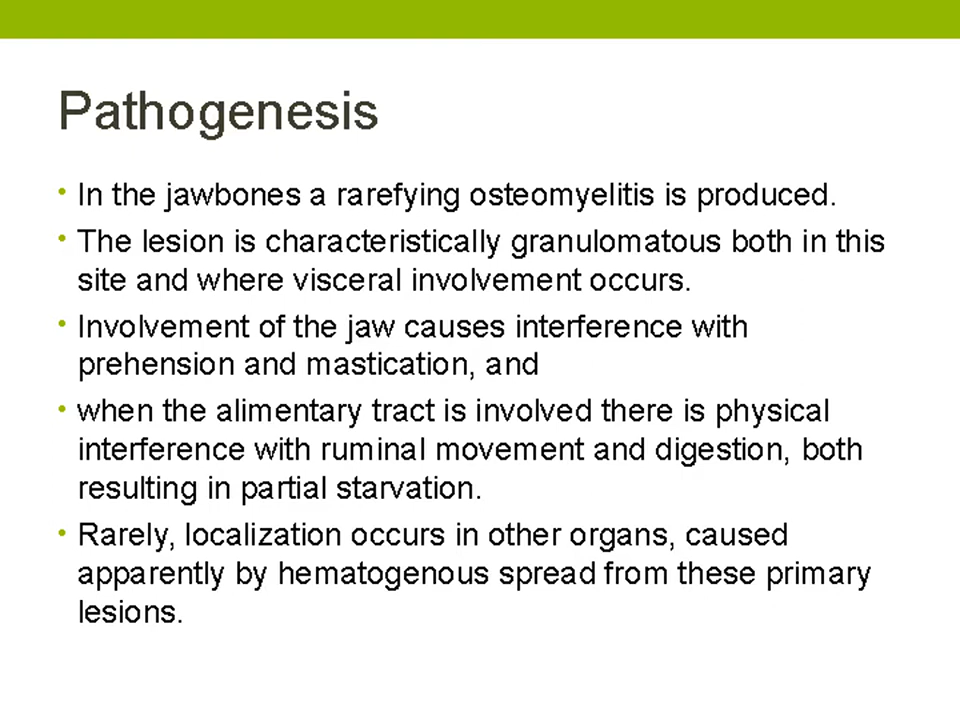 Pathogenesis
• In the jawbones a rarefying osteomyelitis is produced.
• The lesion is characteristically granulomatous both in this
site and where visceral involvement occurs.
• Involvement of the jaw causes interference with
prehension and mastication, and
• when the alimentary tract is involved there is physical
interference with ruminal movement and digestion, both
resulting in partial starvation.
• Rarely, localization occurs in other organs, caused
apparently by hematogenous spread from these primary
lesions.